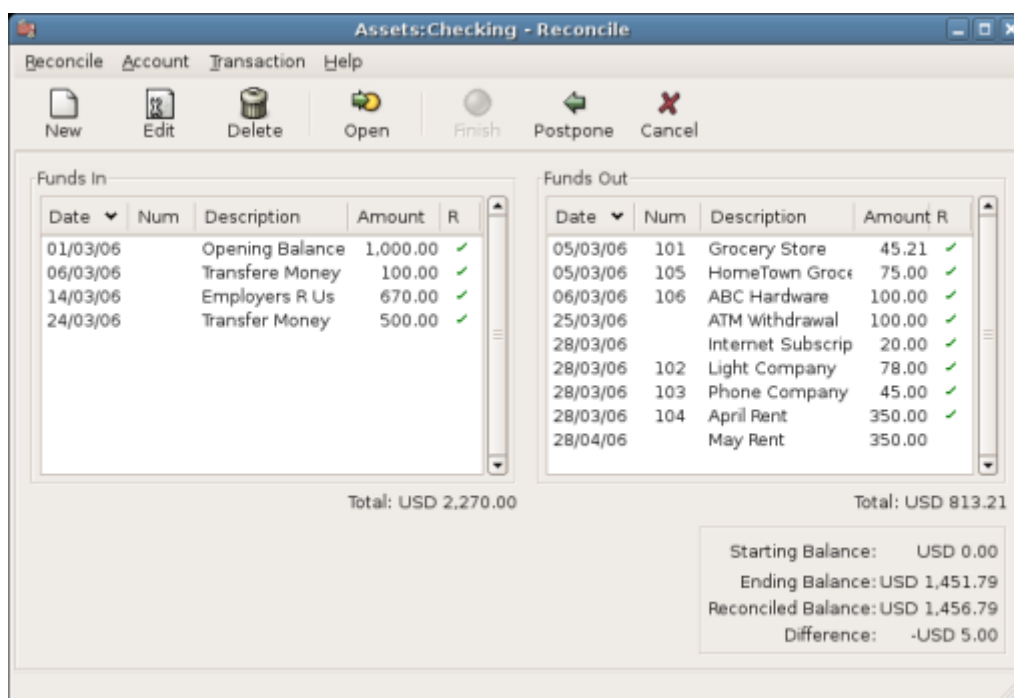 Assets:Checking - Reconcile
Reconcile Account Transaction Help
New Edit Delete Open Finish Postpone Cancel
Funds In
Date Num Description Amount R
01/03/06 Opening Balance 1,000.00
06/03/06 Transfere Money 100.00
14/03/06 Employers R Us 670.00
24/03/06 Transfer Money 500.00
Total: USD 2,270.00
Funds Out
Date Num Description Amount R
05/03/06 101 Grocery Store 45.21
05/03/06 105 HomeTown Groce 75.00
06/03/06 106 ABC Hardware 100.00
25/03/06 ATM Withdrawal 100.00
28/03/06 Internet Subscrip 20.00
28/03/06 102 Light Company 78.00
28/03/06 103 Phone Company 45.00
28/03/06 104 April Rent 350.00
28/04/06 May Rent 350.00
Total: USD 813.21
Starting Balance: USD 0.00
Ending Balance: USD 1,451.79
Reconciled Balance: USD 1,456.79
Difference: -USD 5.00